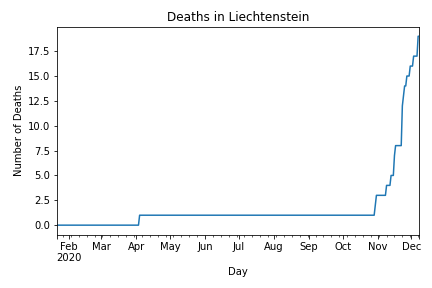 Deaths in Liechtenstein
Number of Deaths
17.5
15.0
12.5
10.0
7.5
5.0
2.5
0.0
Feb Mar Apr May Jun Jul Aug Sep Oct Nov Dec
2020
Day